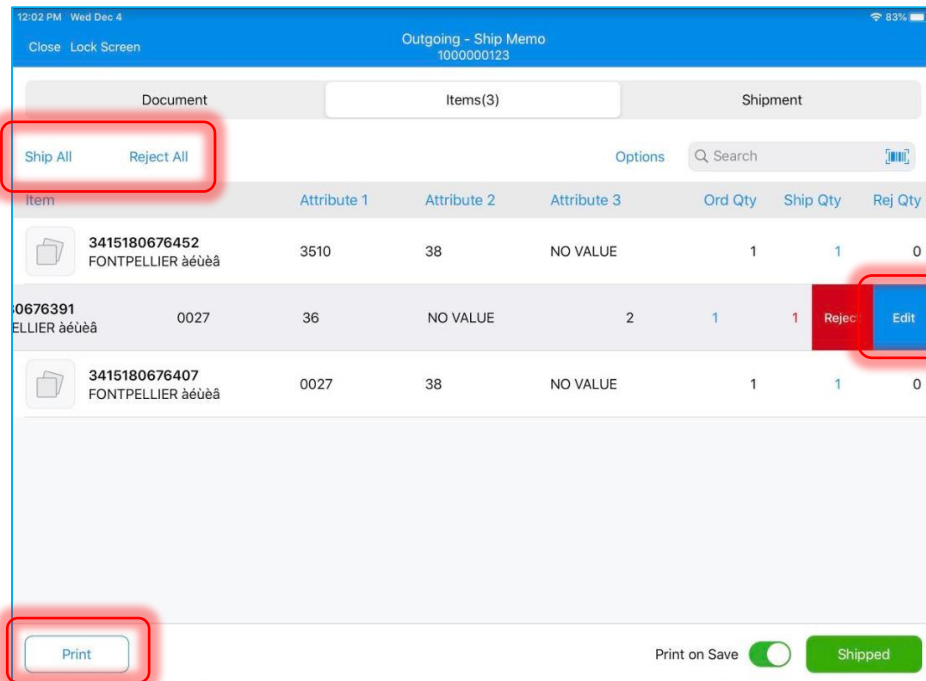 12:02 PM Wed Dec 4 83%
Close Lock Screen Outgoing - Ship Memo
1000000123
Document Items(3) Shipment
Ship All Reject All Options Search
Item Attribute 1 Attribute 2 Attribute 3 Ord Qty Ship Qty Rej Qty
3415180676452 3510 38 NO VALUE 1 1 0
FONTPELLIER àéùèâ
0676391 0027 36 NO VALUE 2 1 1 Reject Edit
PELLIER àéùèâ
3415180676407 0027 38 NO VALUE 1 1 0
FONTPELLIER àéùèâ
Print Print on Save Shipped